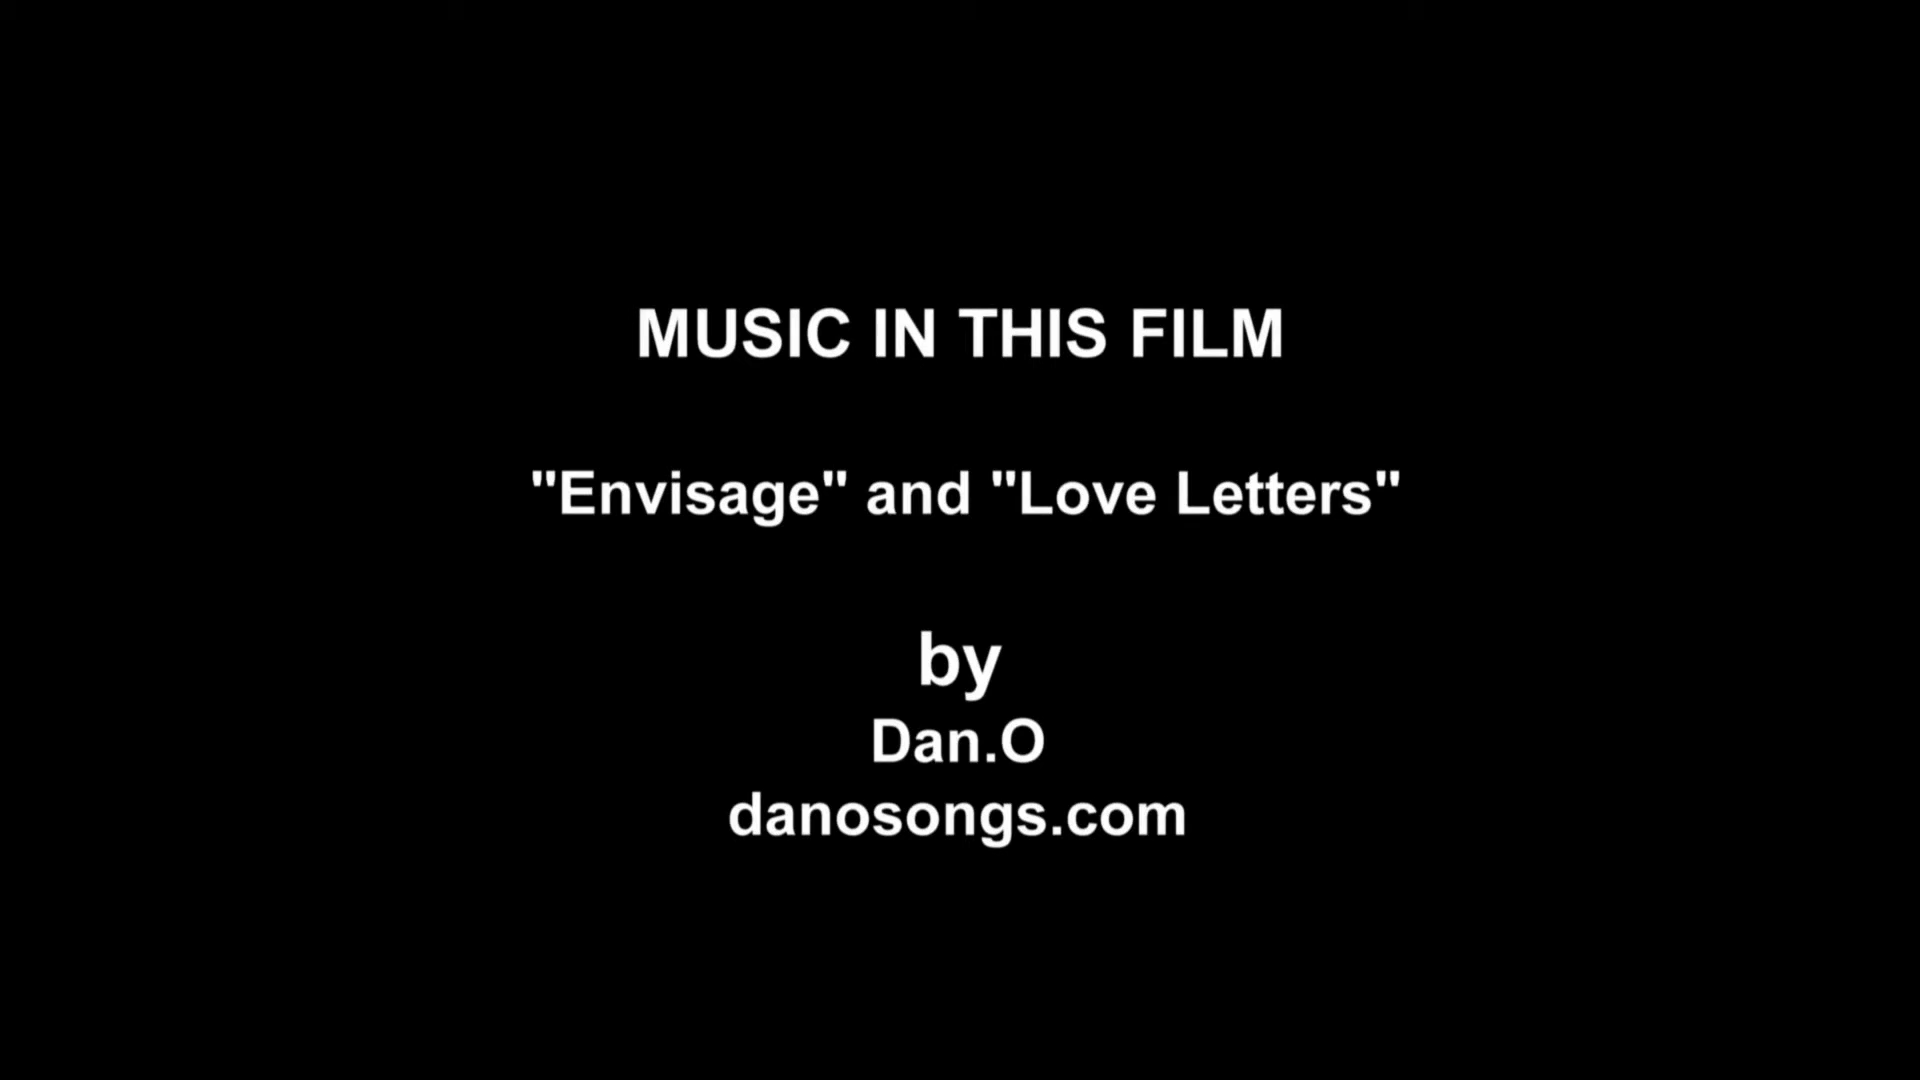 MUSIC IN THIS FILM
"Envisage" and "Love Letters"
by
Dan.O
danosongs.com